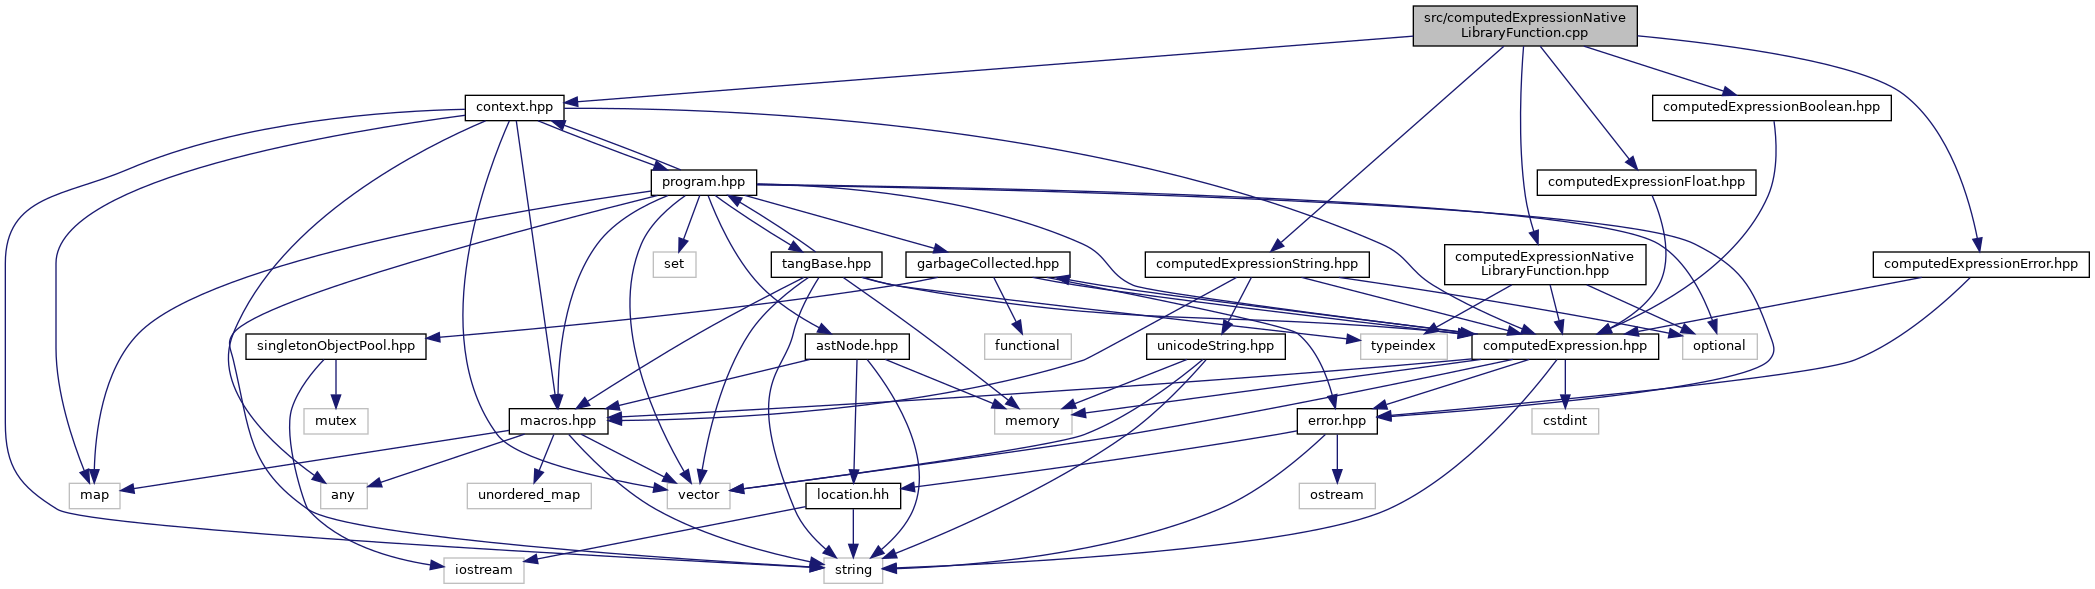 src/computedExpressionNative
LibraryFunction.cpp
context.hpp
computedExpressionBoolean.hpp
program.hpp
computedExpressionFloat.hpp
set
tangBase.hpp
garbageCollected.hpp
computedExpressionString.hpp
computedExpressionNative
LibraryFunction.hpp
computedExpressionError.hpp
singletonObjectPool.hpp
astNode.hpp
functional
unicodeString.hpp
typeindex
computedExpression.hpp
optional
mutex
macros.hpp
memory
error.hpp
cstdint
map
any
unordered_map
vector
location.hh
ostream
iostream
string